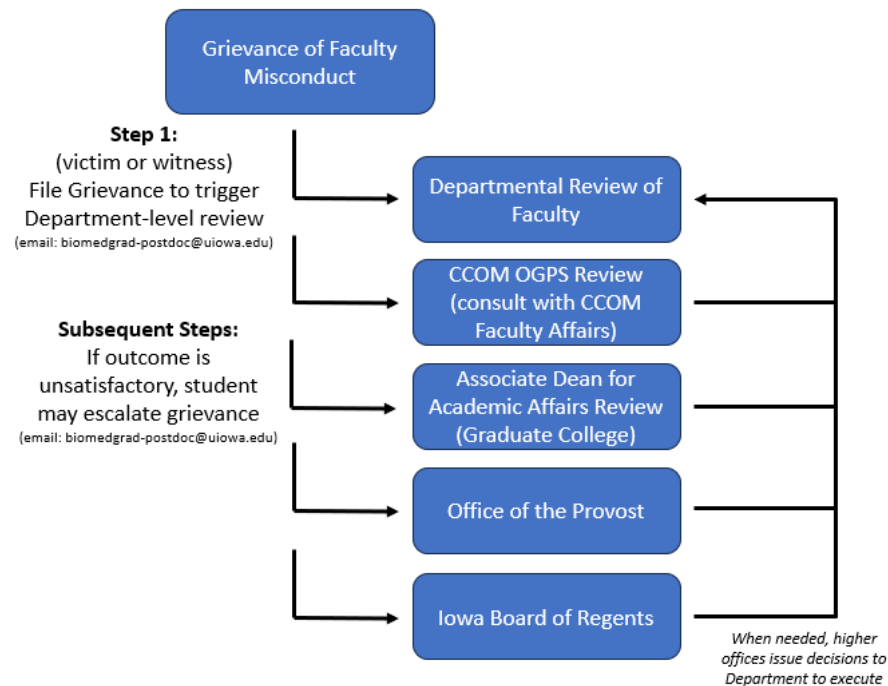 Grievance of Faculty
Misconduct
Step 1:
(victim or witness)
File Grievance to trigger
Department-level review
(email: biomedgrad-postdoc@uiowa.edu)
Departmental Review of
Faculty
CCOM OGPS Review
(consult with CCOM
Faculty Affairs)
Subsequent Steps:
If outcome is
unsatisfactory, student
may escalate grievance
(email: biomedgrad-postdoc@uiowa.edu)
Associate Dean for
Academic Affairs Review
(Graduate College)
Office of the Provost
Iowa Board of Regents
When needed, higher
offices issue decisions to
Department to execute